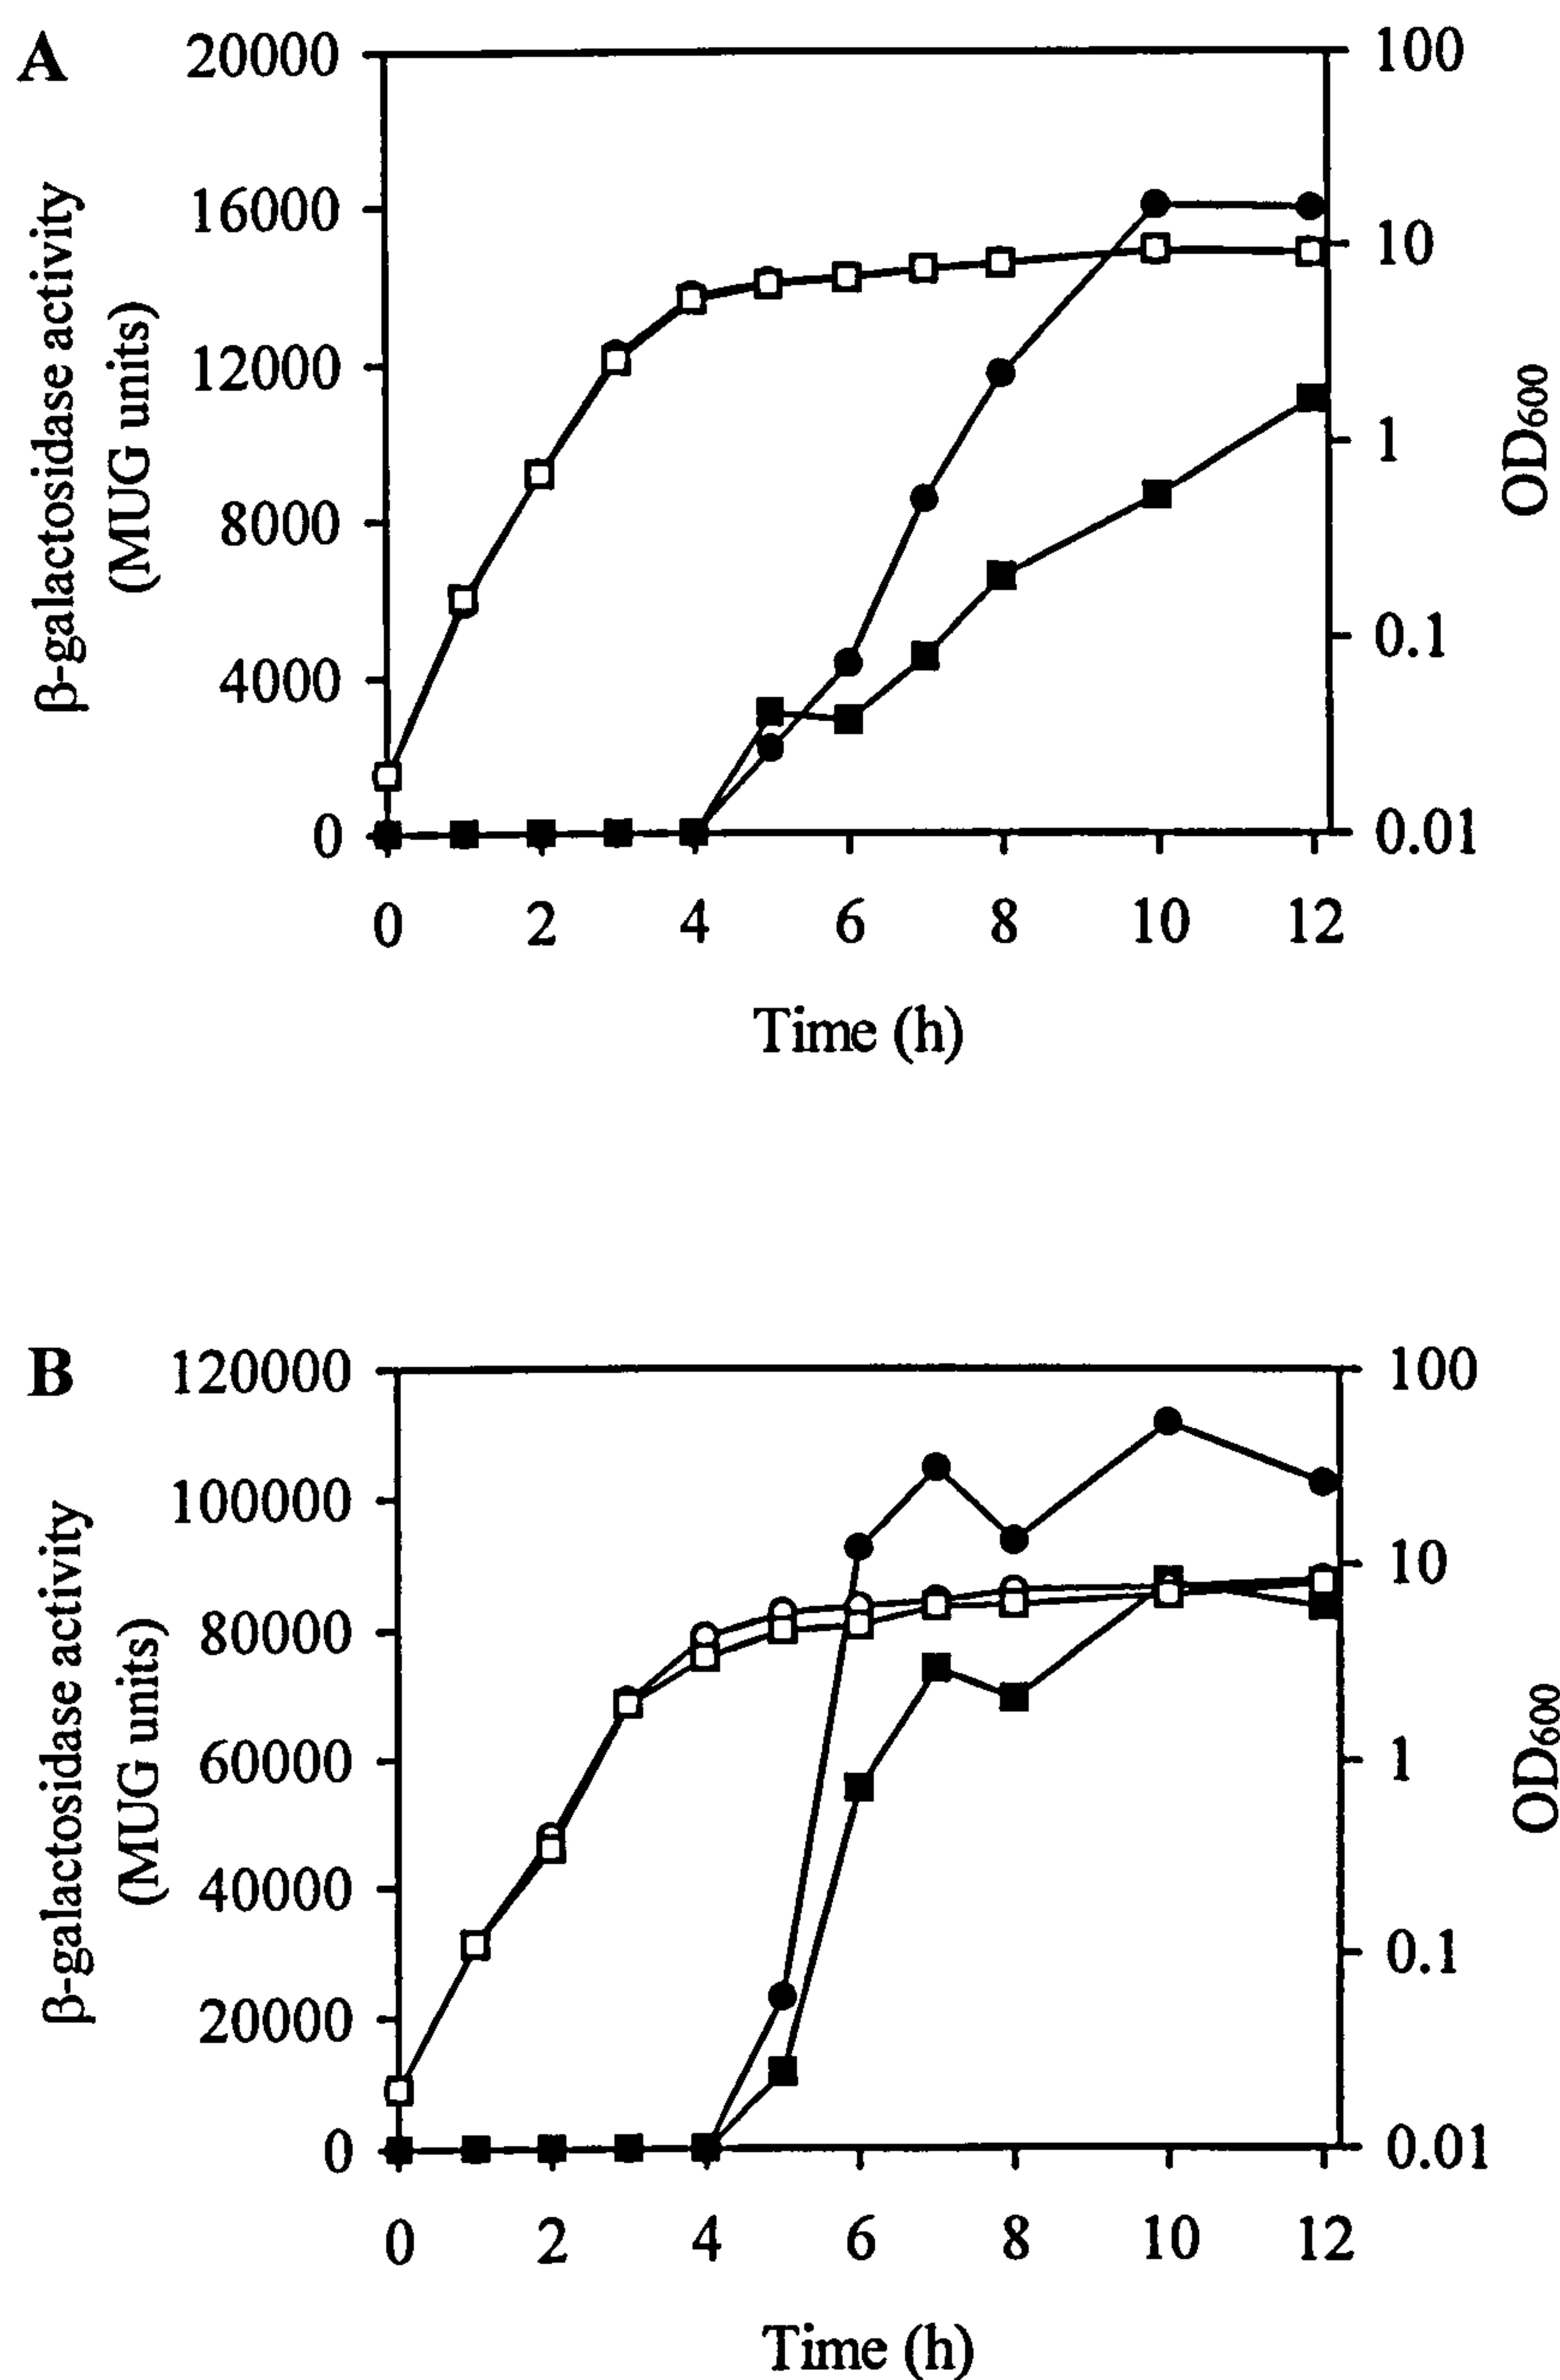 A
20000
16000
12000
8000
4000
0
β-galactosidase activity
(MUG units)
100
10
1
0.1
0.01
OD600
0 2 4 6 8 10 12
Time (h)
B
120000
100000
80000
60000
40000
20000
0
β-galactosidase activity
(MUG units)
100
10
1
0.1
0.01
OD600
0 2 4 6 8 10 12
Time (h)